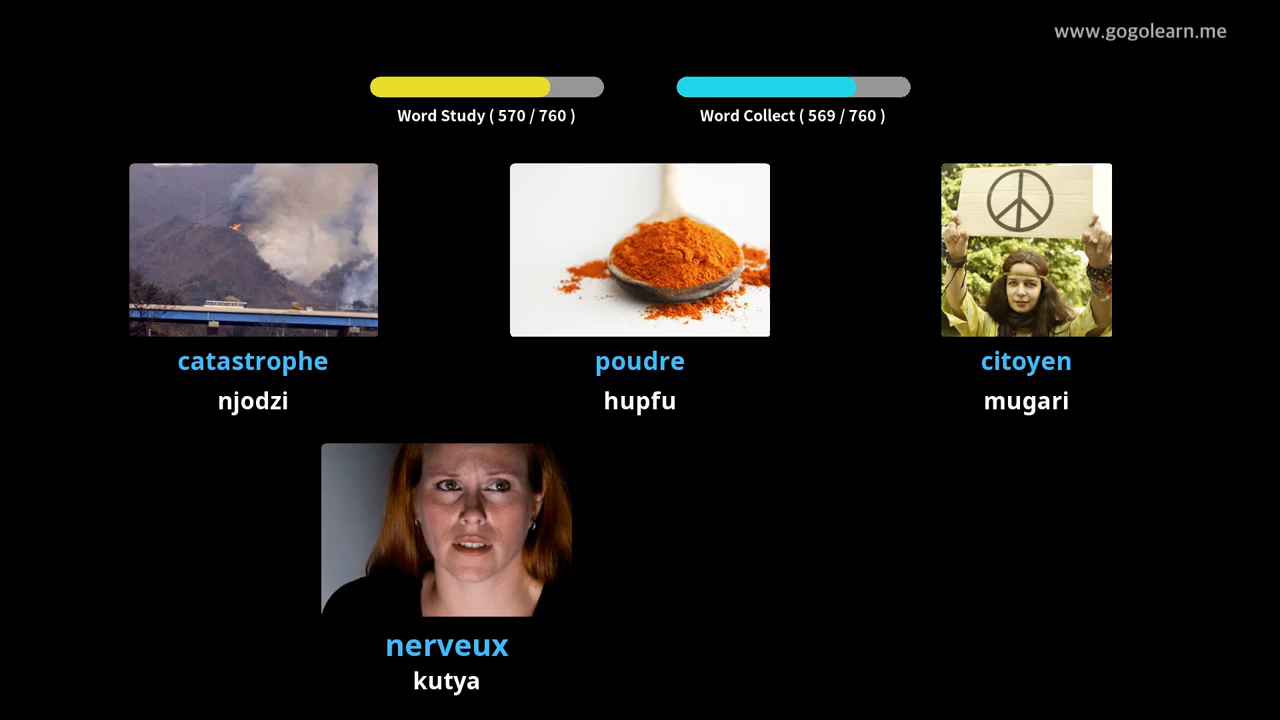 www.gogolearn.me
Word Study ( 570 / 760 )
Word Collect ( 569 / 760 )
catastrophe
njodzi
poudre
hupfu
citoyen
mugari
nerveux
kutya